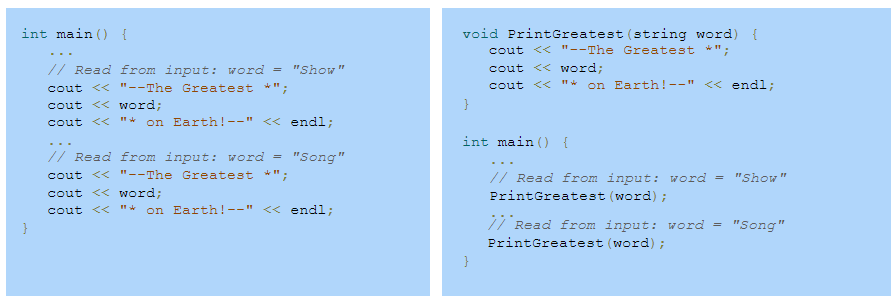 int main() {
...
// Read from input: word = "Show"
cout << "--The Greatest *";
cout << word;
cout << "* on Earth!--" << endl;
...
// Read from input: word = "Song"
cout << "--The Greatest *";
cout << word;
cout << "* on Earth!--" << endl;
}
void PrintGreatest(string word) {
cout << "--The Greatest *";
cout << word;
cout << "* on Earth!--" << endl;
}
int main() {
...
// Read from input: word = "Show"
PrintGreatest(word);
...
// Read from input: word = "Song"
PrintGreatest(word);
}